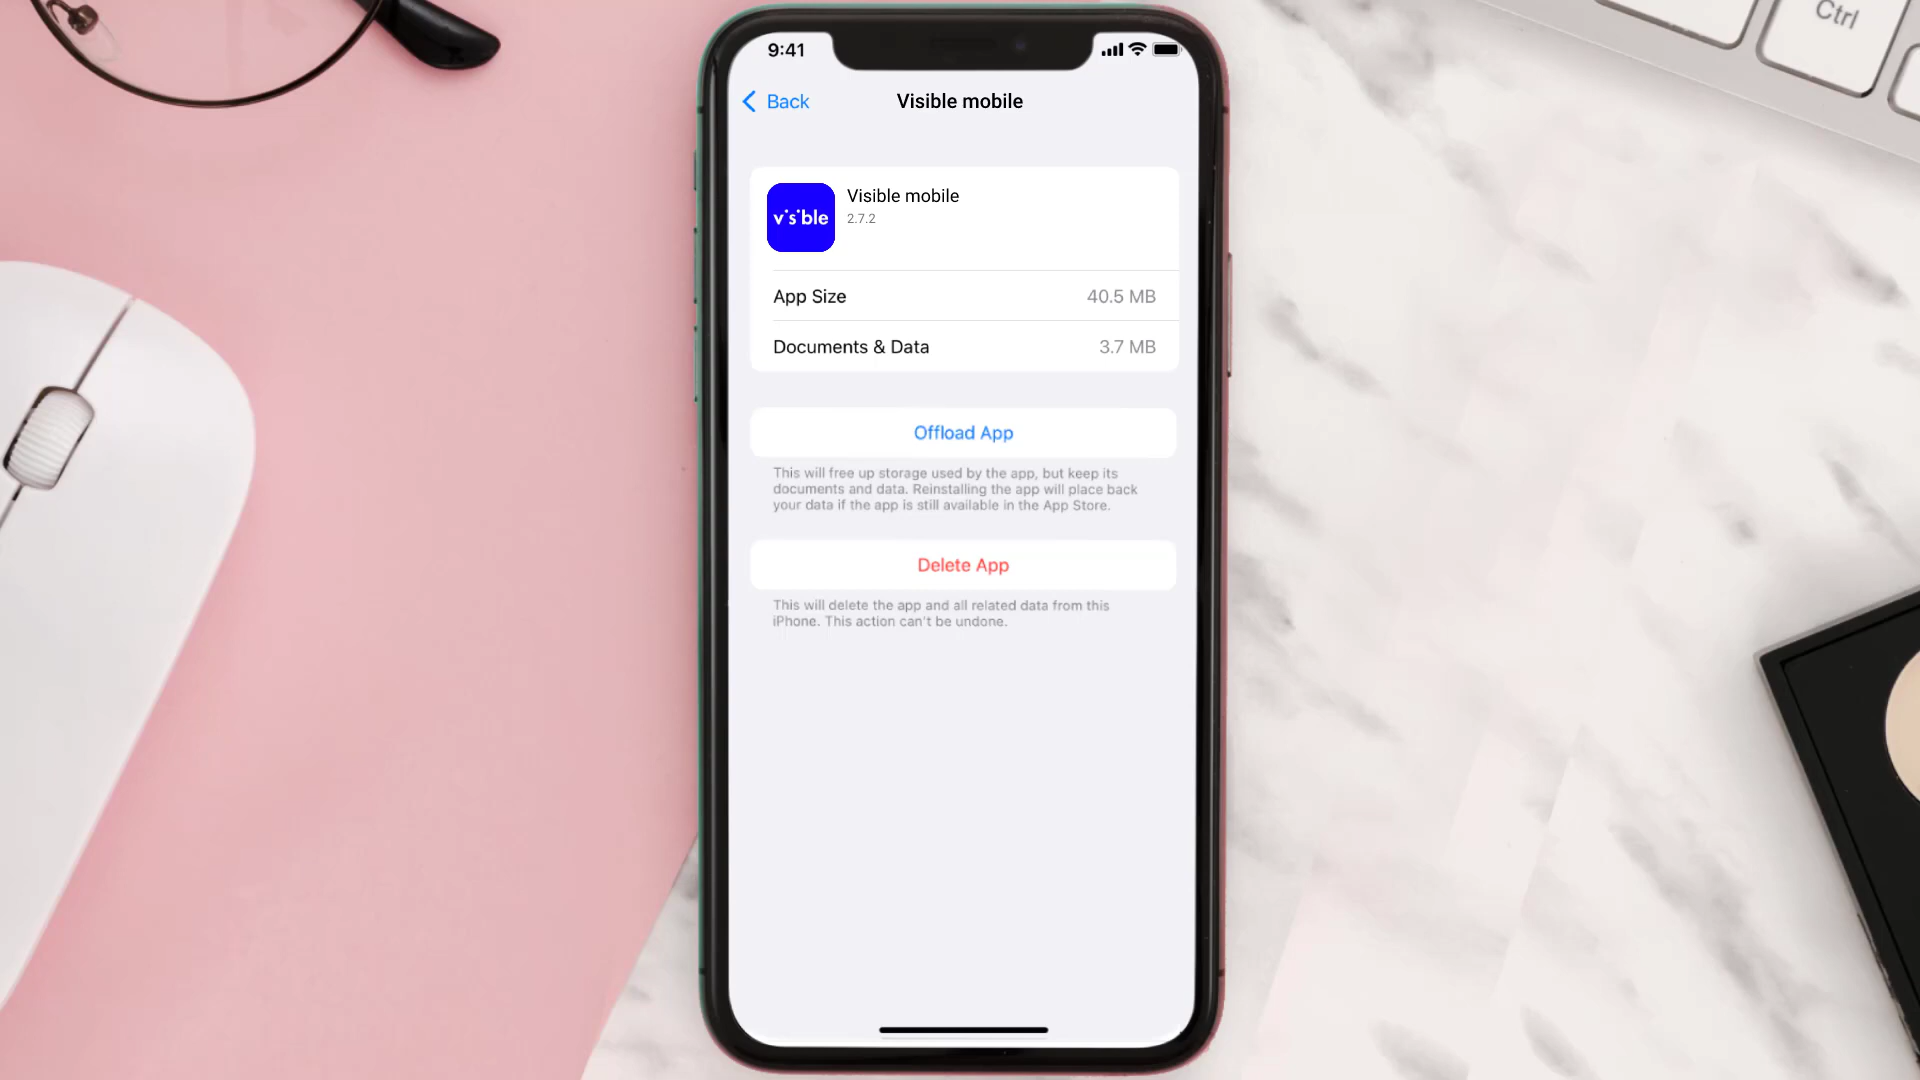 Ctrl
9:41
Back
Visible mobile
visible
Visible mobile
2.7.2
App Size 40.5 MB
Documents & Data 3.7 MB
Offload App
This will free up storage used by the app, but keep its
documents and data. Reinstalling the app will place back
your data if the app is still available in the App Store.
Delete App
This will delete the app and all related data from this
iPhone. This action can't be undone.